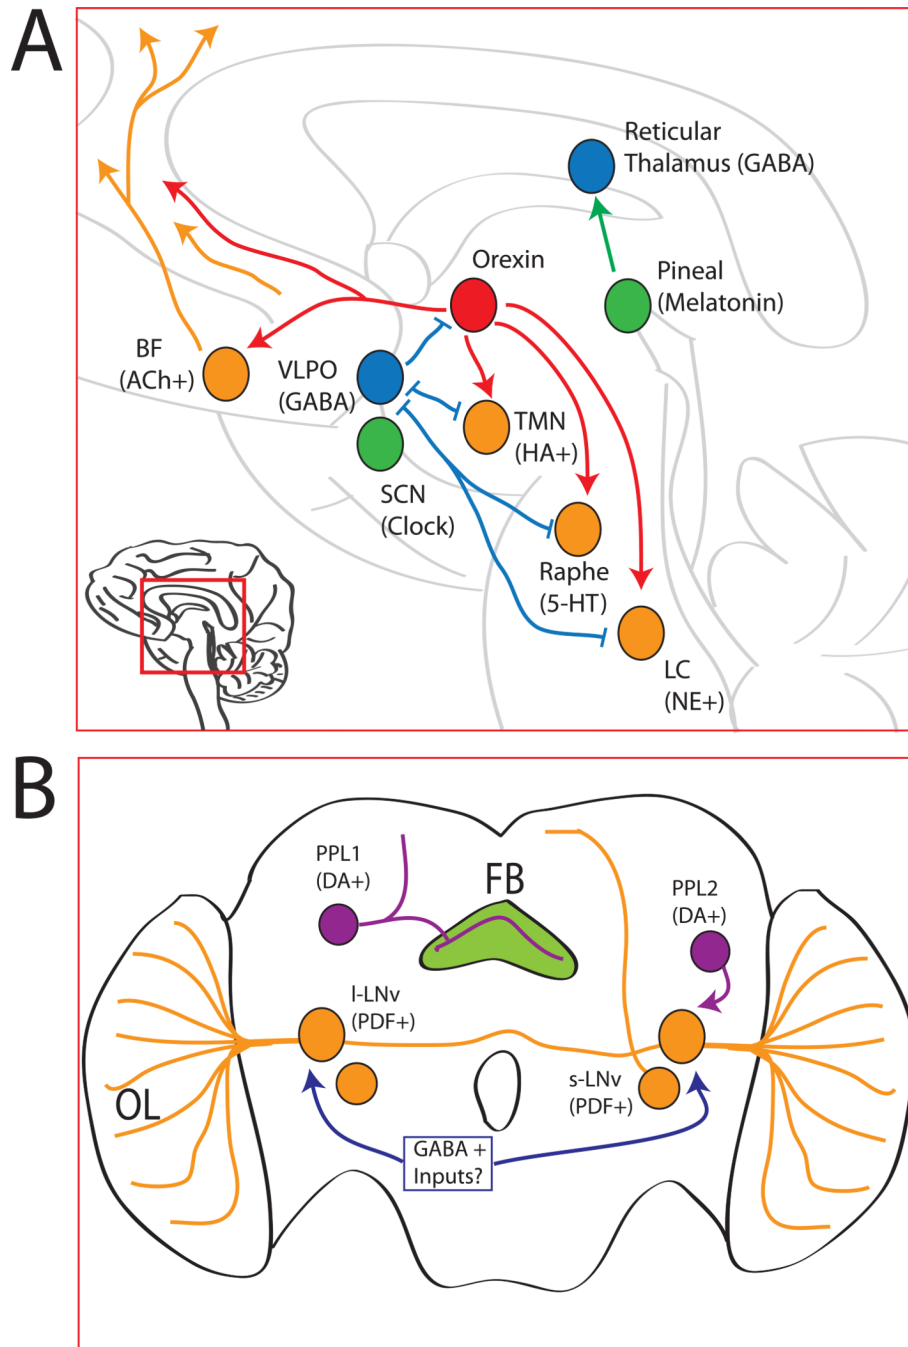 A
Reticular
Thalamus (GABA)
Orexin
Pineal
(Melatonin)
BF
(ACh+)
VLPO
(GABA)
TMN
(HA+)
SCN
(Clock)
Raphe
(5-HT)
LC
(NE+)
B
PPL1
(DA+)
FB
PPL2
(DA+)
l-LNv
(PDF+)
s-LNv
(PDF+)
OL
GABA +
Inputs?